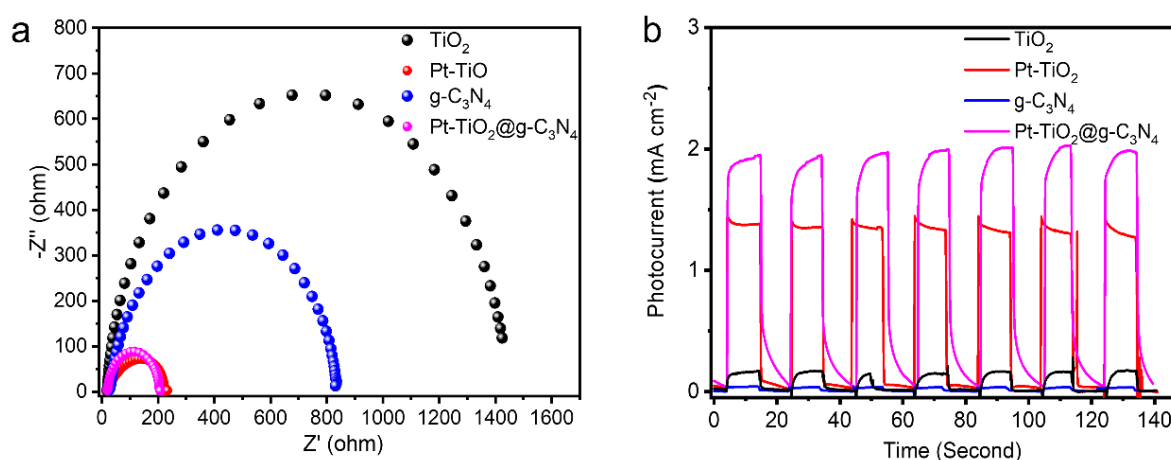 a
800
700
600
500
400
300
200
100
0
-Z" (ohm)
TiO₂
Pt-TiO
g-C₃N₄
Pt-TiO₂@g-C₃N₄
0 200 400 600 800 1000 1200 1400 1600
Z' (ohm)
b
3
2
1
0
Photocurrent (mA cm⁻²)
TiO₂
Pt-TiO₂
g-C₃N₄
Pt-TiO₂@g-C₃N₄
0 20 40 60 80 100 120 140
Time (Second)